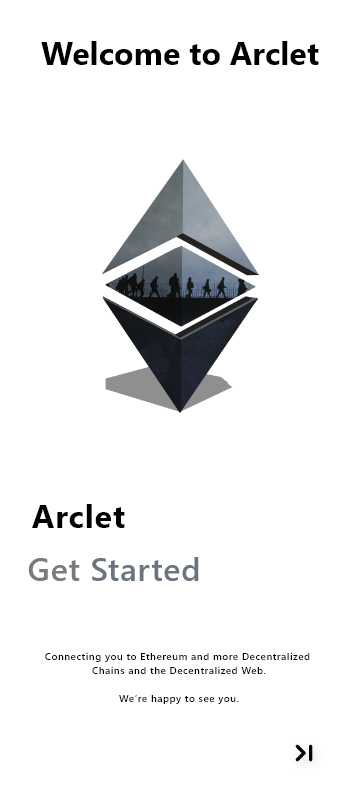 Welcome to Arclet
Arclet
Get Started
Connecting you to Ethereum and more Decentralized
Chains and the Decentralized Web.
We're happy to see you.